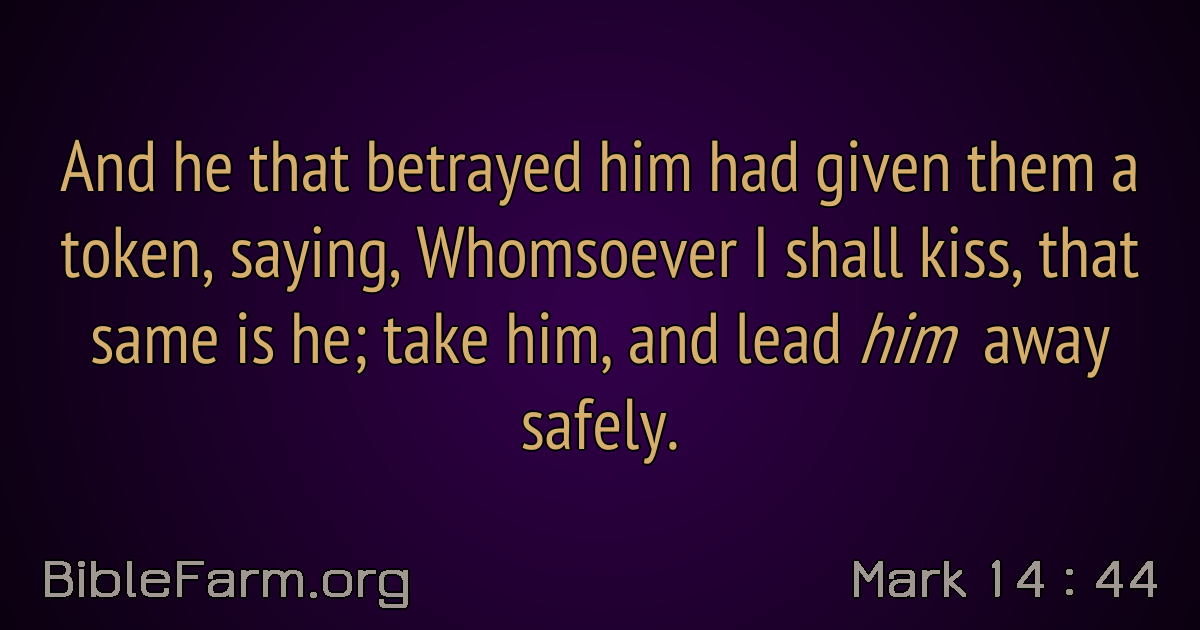 And he that betrayed him had given them a
token, saying, Whomsoever I shall kiss, that
same is he; take him, and lead him away
safely.
BibleFarm.org
Mark 14 : 44